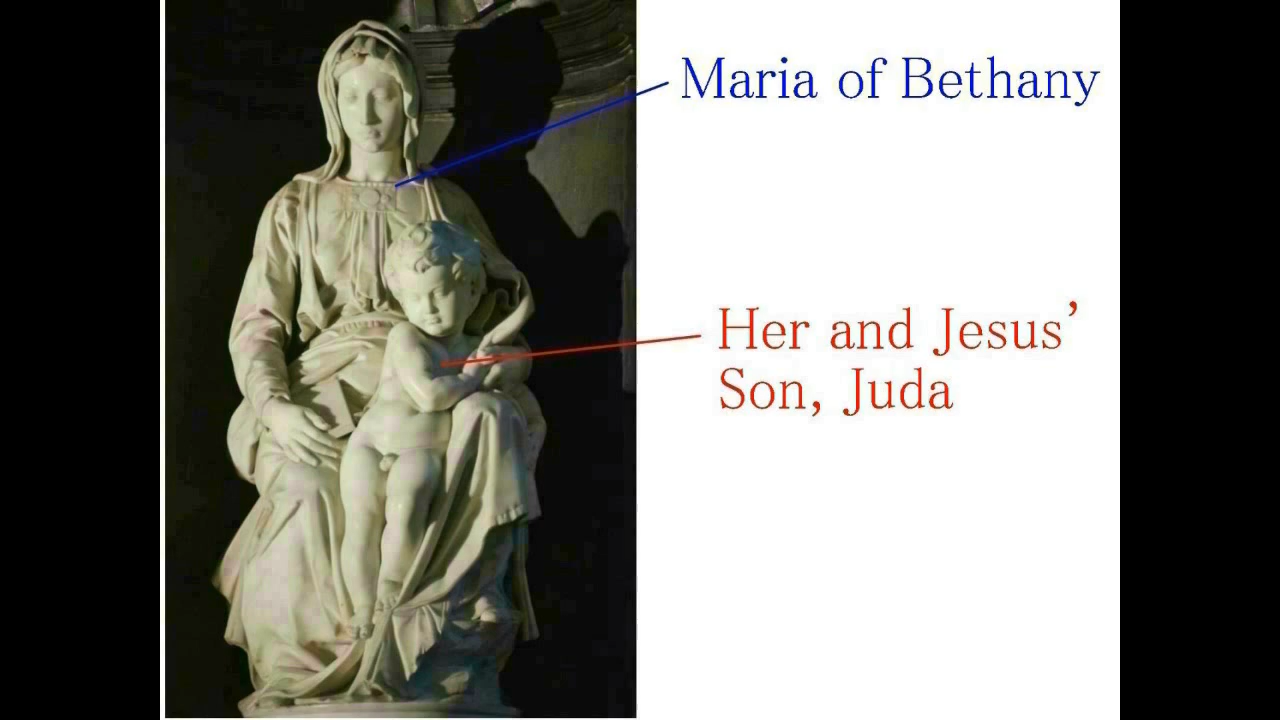 Maria of Bethany
Her and Jesus’
Son, Juda